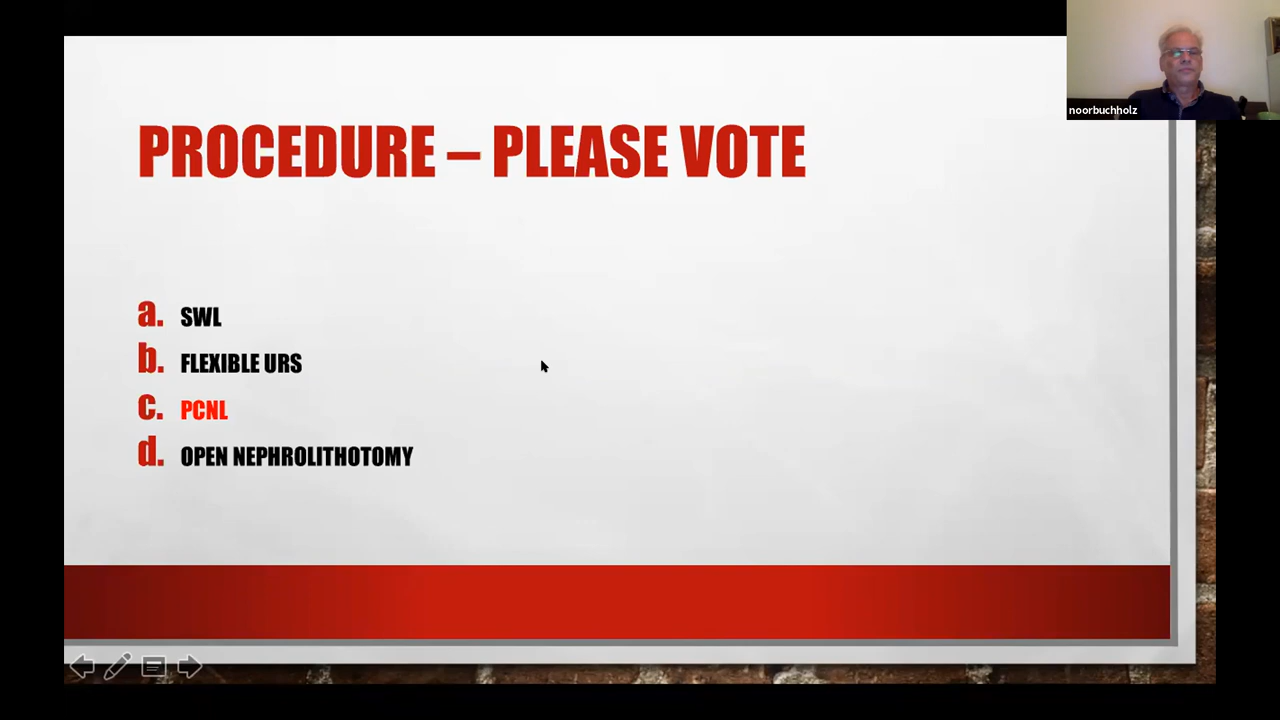 noorbuchholz
PROCEDURE – PLEASE VOTE
a. SWL
b. FLEXIBLE URS
c. PCNL
d. OPEN NEPHROLITHOTOMY